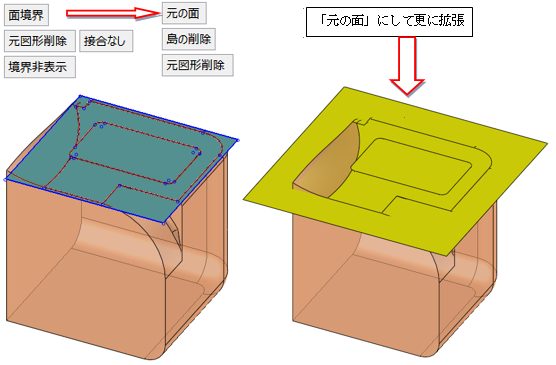 面境界
元の面
元図形削除
接合なし
島の削除
境界非表示
元図形削除
「元の面」にして更に拡張